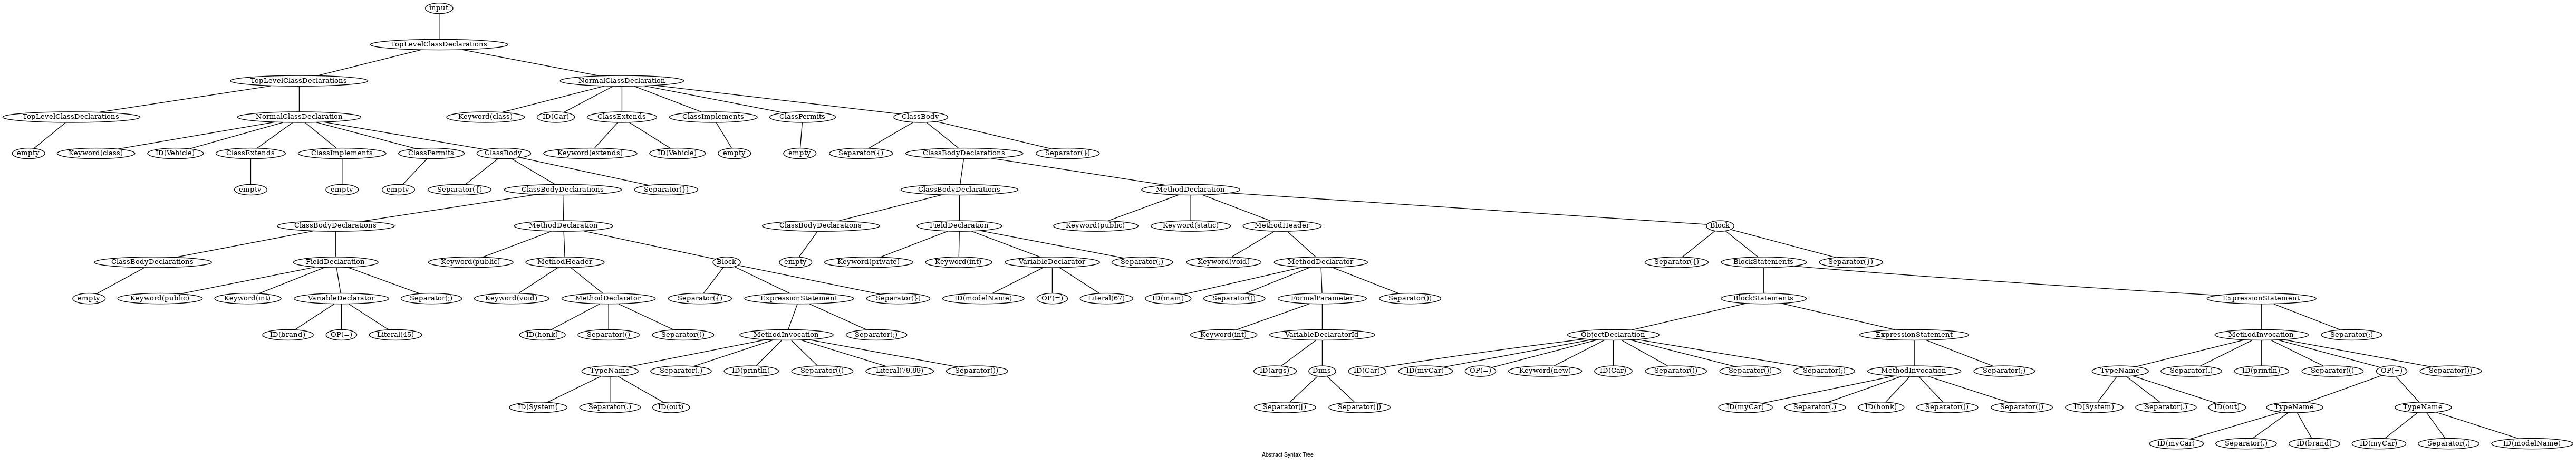 input
TopLevelClassDeclarations
TopLevelClassDeclarations NormalClassDeclaration
TopLevelClassDeclarations NormalClassDeclaration Keyword(class) ID(Car) ClassExtends ClassImplements ClassPermits ClassBody
empty Keyword(class) ID(Vehicle) ClassExtends ClassImplements ClassPermits ClassBody Keyword(extends) ID(Vehicle) empty empty Separator({) ClassBodyDeclarations Separator(})
empty empty empty Separator({) ClassBodyDeclarations Separator(}) ClassBodyDeclarations MethodDeclaration
ClassBodyDeclarations MethodDeclaration ClassBodyDeclarations FieldDeclaration Keyword(public) Keyword(static) MethodHeader Block
ClassBodyDeclarations FieldDeclaration Keyword(public) MethodHeader Block empty Keyword(private) Keyword(int) VariableDeclarator Separator(;) Keyword(void) MethodDeclarator Separator({) BlockStatements Separator(})
empty Keyword(public) Keyword(int) VariableDeclarator Separator(;) Keyword(void) MethodDeclarator Separator({) ExpressionStatement Separator(}) ID(modelName) OP(=) Literal(67) ID(main) Separator(() FormalParameter Separator()) BlockStatements ExpressionStatement
ID(brand) OP(=) Literal(45) ID(honk) Separator(() Separator()) MethodInvocation Separator(;) Keyword(int) VariableDeclaratorId ObjectDeclaration ExpressionStatement MethodInvocation Separator(;)
TypeName Separator(.) ID(println) Separator(() Literal(79.89) Separator()) ID(args) Dims ID(Car) ID(myCar) OP(=) Keyword(new) ID(Car) Separator(() Separator()) Separator(;) MethodInvocation Separator(;) TypeName Separator(.) ID(println) Separator(() OP(+) Separator())
ID(System) Separator(.) ID(out) Separator([) Separator(]) ID(myCar) Separator(.) ID(honk) Separator(() Separator()) ID(System) Separator(.) ID(out) TypeName TypeName
ID(myCar) Separator(.) ID(brand) ID(myCar) Separator(.) ID(modelName)
Abstract Syntax Tree